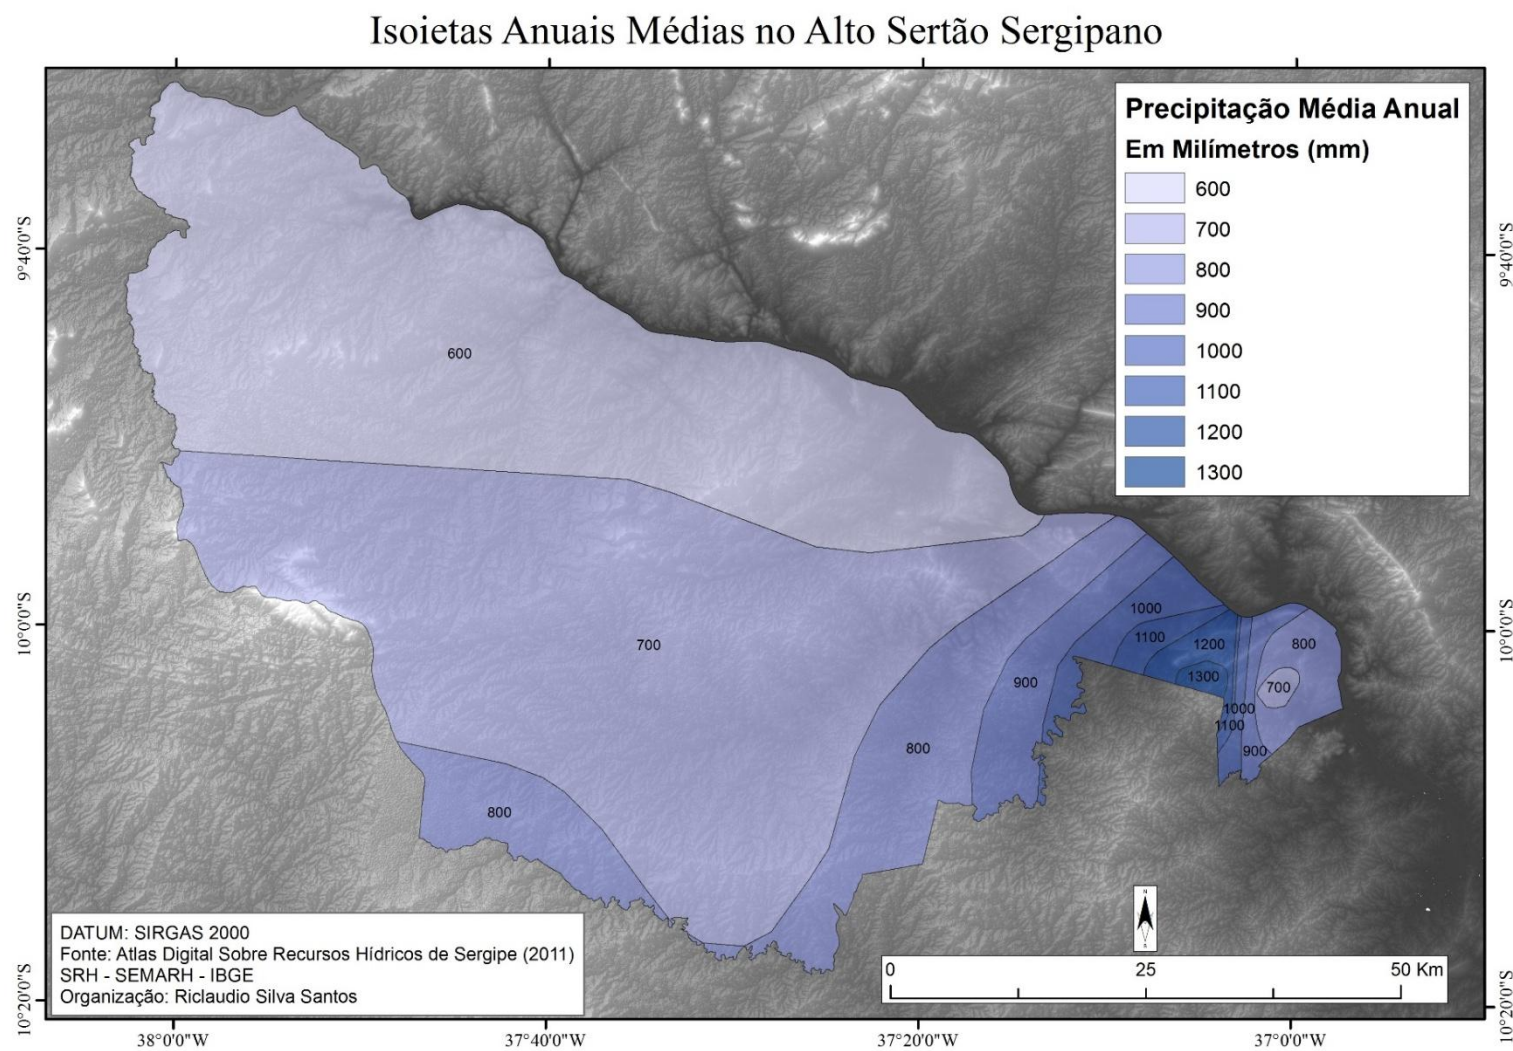 Isoietas Anuais Médias no Alto Sertão Sergipano
Precipitação Média Anual
Em Milímetros (mm)
600
700
800
900
1000
1100
1200
1300
9°40'0"S
9°40'0"S
600
1000
1100
1200
800
10°0'0"S
10°0'0"S
700
900
1300
700
1000
1100
800
900
800
N
S
DATUM: SIRGAS 2000
Fonte: Atlas Digital Sobre Recursos Hídricos de Sergipe (2011)
SRH - SEMARH - IBGE
Organização: Riclaudio Silva Santos
0 25 50 Km
10°20'0"S
10°20'0"S
38°0'0"W 37°40'0"W 37°20'0"W 37°0'0"W